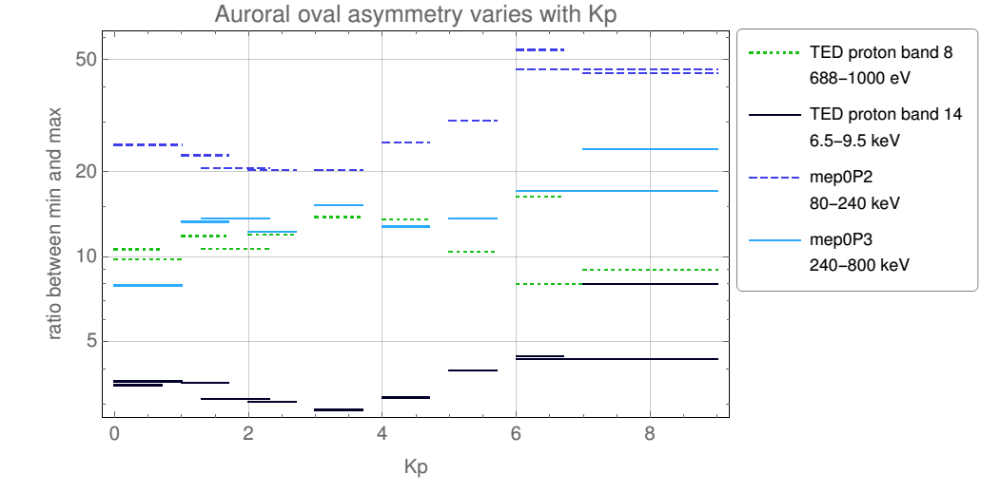 Auroral oval asymmetry varies with Kp
ratio between min and max
50
20
10
5
0
2
4
6
8
Kp
TED proton band 8
688–1000 eV
TED proton band 14
6.5–9.5 keV
mep0P2
80–240 keV
mep0P3
240–800 keV